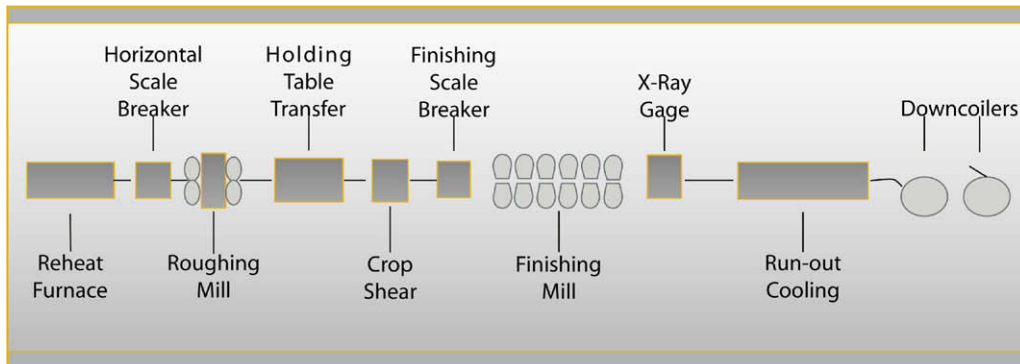 Horizontal
Scale
Breaker
Holding
Table
Transfer
Finishing
Scale
Breaker
X-Ray
Gage
Downcoilers
Reheat
Furnace
Roughing
Mill
Crop
Shear
Finishing
Mill
Run-out
Cooling